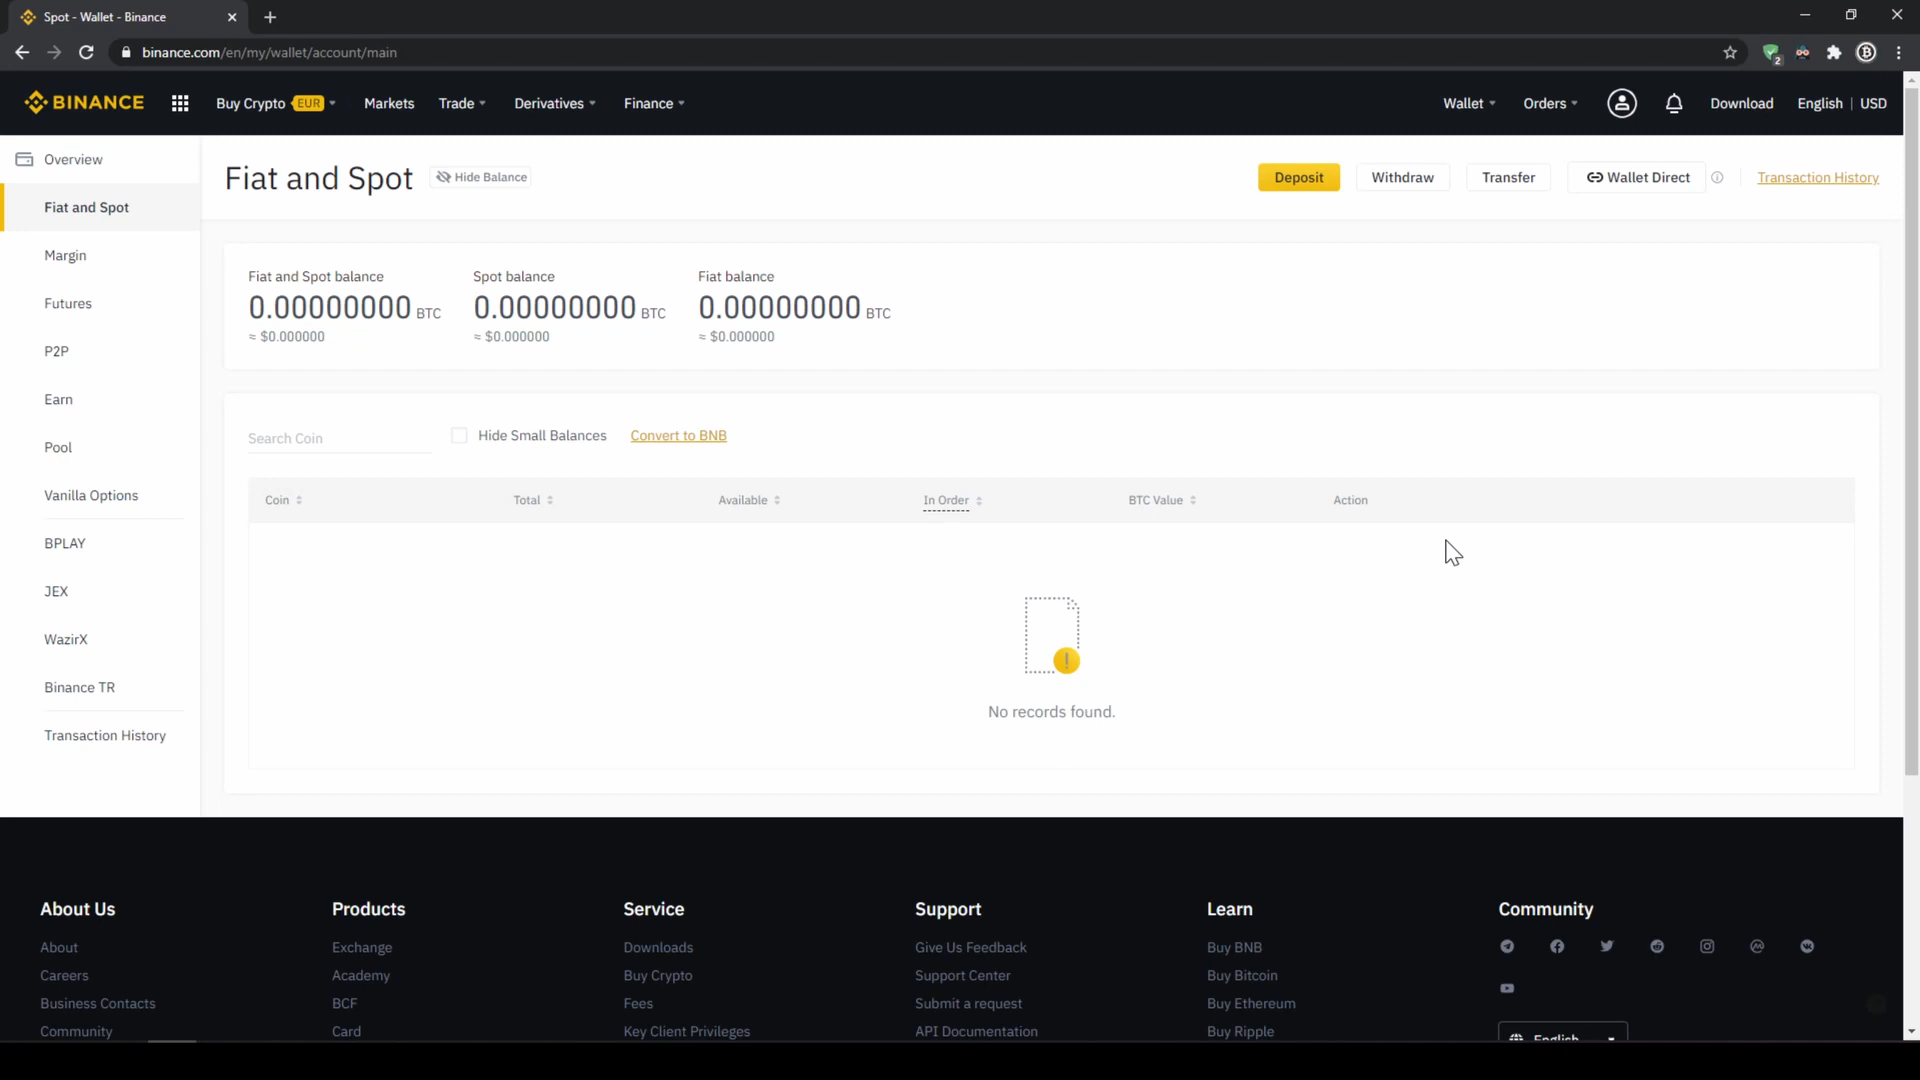 Spot - Wallet - Binance
binance.com/en/my/wallet/account/main
2
BINANCE
Buy Crypto EUR
Markets
Trade
Derivatives
Finance
Wallet
Orders
Download
English | USD
Overview
Fiat and Spot
Margin
Futures
P2P
Earn
Pool
Vanilla Options
BPLAY
JEX
WazirX
Binance TR
Transaction History
Fiat and Spot
Hide Balance
Deposit
Withdraw
Transfer
Wallet Direct
Transaction History
Fiat and Spot balance
0.00000000 BTC
≈ $0.000000
Spot balance
0.00000000 BTC
≈ $0.000000
Fiat balance
0.00000000 BTC
≈ $0.000000
Search Coin
Hide Small Balances
Convert to BNB
Coin
Total
Available
In Order
BTC Value
Action
No records found.
About Us
About
Careers
Business Contacts
Community
Products
Exchange
Academy
BCF
Card
Service
Downloads
Buy Crypto
Fees
Key Client Privileges
Support
Give Us Feedback
Support Center
Submit a request
API Documentation
Learn
Buy BNB
Buy Bitcoin
Buy Ethereum
Buy Ripple
Community
English